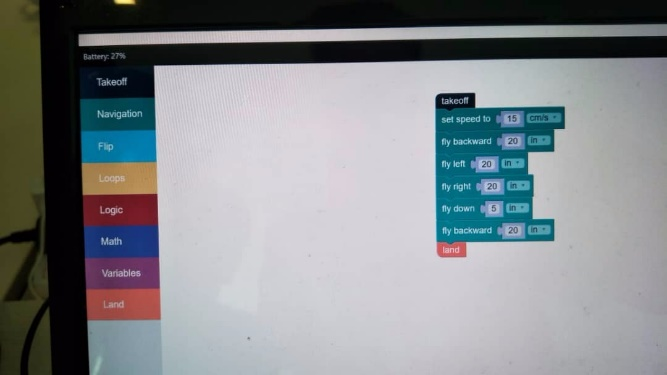 Battery: 27%
Takeoff
Navigation
Flip
Loops
Logic
Math
Variables
Land
takeoff
set speed to 15 cm/s
fly backward 20 in
fly left 20 in
fly right 20 in
fly down 5 in
fly backward 20 in
land